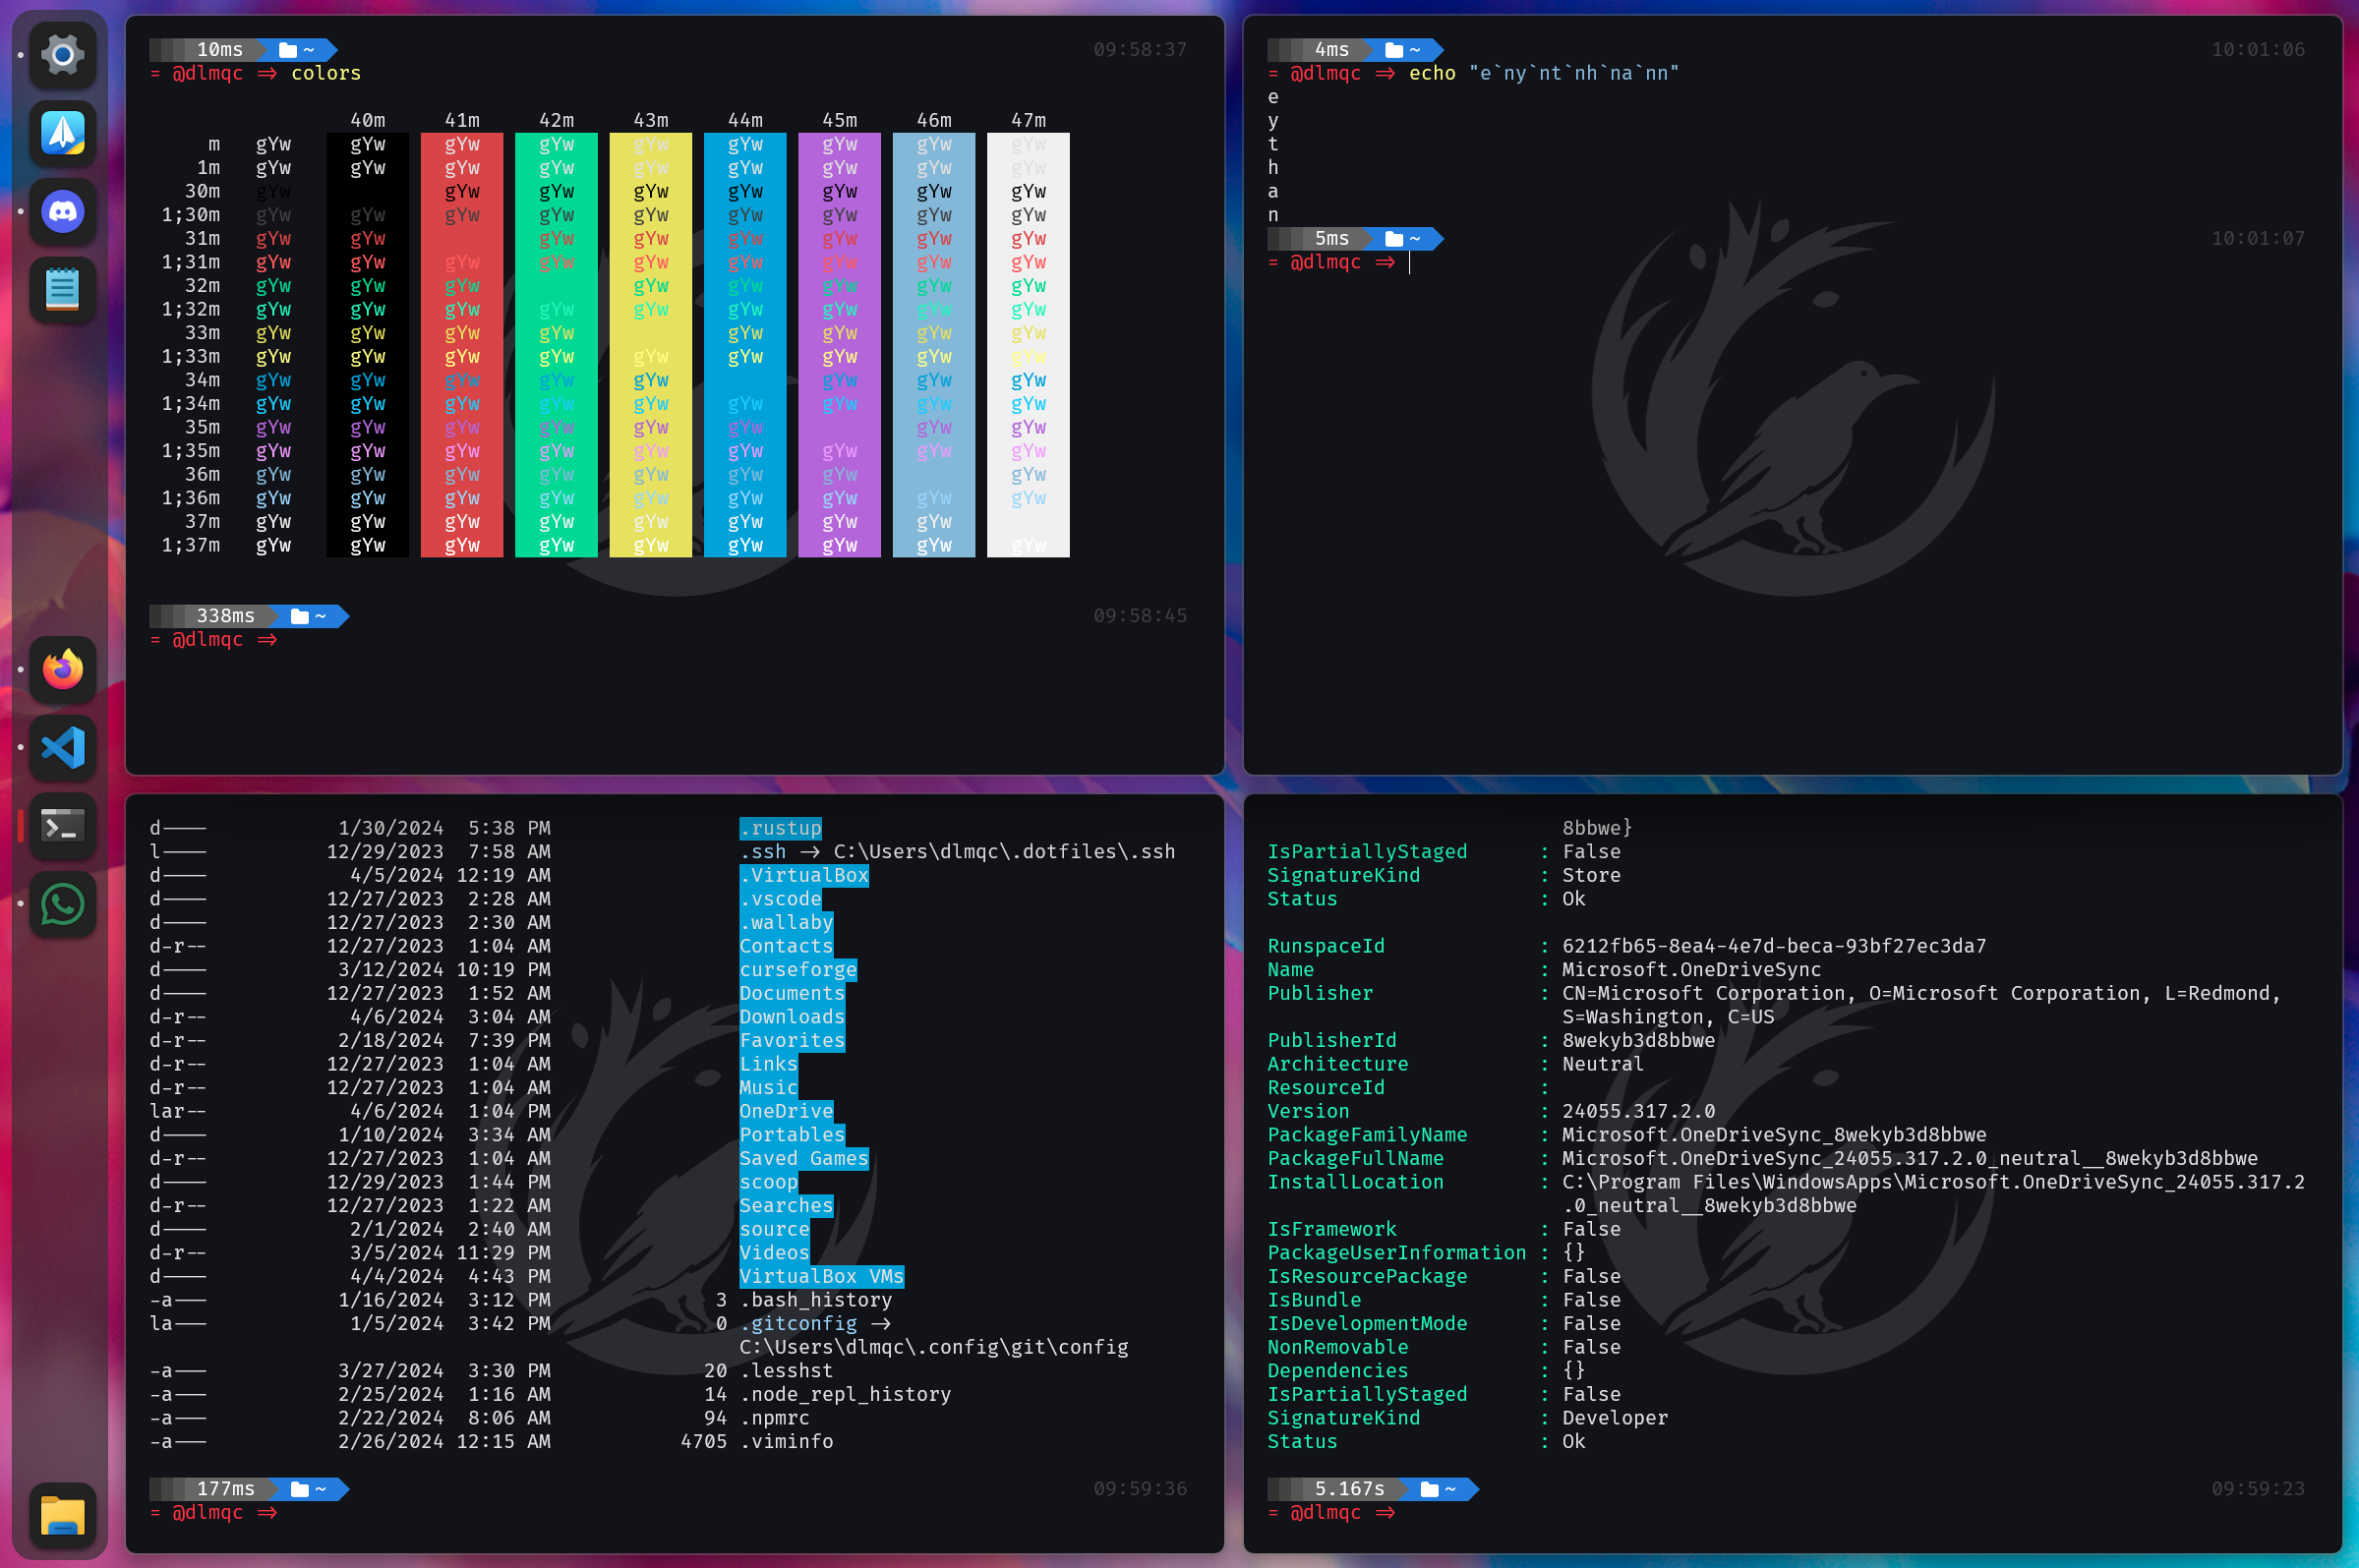 10ms ~ 09:58:37
= @dlmqc => colors
40m 41m 42m 43m 44m 45m 46m 47m
m gYw gYw gYw gYw gYw gYw gYw gYw gYw
1m gYw gYw gYw gYw gYw gYw gYw gYw gYw
30m gYw gYw gYw gYw gYw gYw gYw gYw
1;30m gYw gYw gYw gYw gYw gYw gYw gYw gYw
31m gYw gYw gYw gYw gYw gYw gYw gYw
1;31m gYw gYw gYw gYw gYw gYw gYw gYw gYw
32m gYw gYw gYw gYw gYw gYw gYw gYw
1;32m gYw gYw gYw gYw gYw gYw gYw gYw gYw
33m gYw gYw gYw gYw gYw gYw gYw gYw
1;33m gYw gYw gYw gYw gYw gYw gYw gYw gYw
34m gYw gYw gYw gYw gYw gYw gYw gYw
1;34m gYw gYw gYw gYw gYw gYw gYw gYw gYw
35m gYw gYw gYw gYw gYw gYw gYw gYw
1;35m gYw gYw gYw gYw gYw gYw gYw gYw gYw
36m gYw gYw gYw gYw gYw gYw gYw gYw
1;36m gYw gYw gYw gYw gYw gYw gYw gYw gYw
37m gYw gYw gYw gYw gYw gYw gYw gYw
1;37m gYw gYw gYw gYw gYw gYw gYw gYw gYw
338ms ~ 09:58:45
= @dlmqc =>
4ms ~ 10:01:06
= @dlmqc => echo "e`ny`nt`nh`na`nn"
e
y
t
h
a
n
5ms ~ 10:01:07
= @dlmqc =>
d---- 1/30/2024 5:38 PM .rustup
l---- 12/29/2023 7:58 AM .ssh -> C:\Users\dlmqc\.dotfiles\.ssh
d---- 4/5/2024 12:19 AM .VirtualBox
d---- 12/27/2023 2:28 AM .vscode
d---- 12/27/2023 2:30 AM .wallaby
d-r-- 12/27/2023 1:04 AM Contacts
d---- 3/12/2024 10:19 PM curseforge
d---- 12/27/2023 1:52 AM Documents
d-r-- 4/6/2024 3:04 AM Downloads
d-r-- 2/18/2024 7:39 PM Favorites
d-r-- 12/27/2023 1:04 AM Links
d-r-- 12/27/2023 1:04 AM Music
lar-- 4/6/2024 1:04 PM OneDrive
d---- 1/10/2024 3:34 AM Portables
d-r-- 12/27/2023 1:04 AM Saved Games
d---- 12/29/2023 1:44 PM scoop
d-r-- 12/27/2023 1:22 AM Searches
d---- 2/1/2024 2:40 AM source
d-r-- 3/5/2024 11:29 PM Videos
d---- 4/4/2024 4:43 PM VirtualBox VMs
-a--- 1/16/2024 3:12 PM 3 .bash_history
la--- 1/5/2024 3:42 PM 0 .gitconfig ->
C:\Users\dlmqc\.config\git\config
-a--- 3/27/2024 3:30 PM 20 .lesshst
-a--- 2/25/2024 1:16 AM 14 .node_repl_history
-a--- 2/22/2024 8:06 AM 94 .npmrc
-a--- 2/26/2024 12:15 AM 4705 .viminfo
177ms ~ 09:59:36
= @dlmqc =>
8bbwe}
IsPartiallyStaged : False
SignatureKind : Store
Status : Ok
RunspaceId : 6212fb65-8ea4-4e7d-beca-93bf27ec3da7
Name : Microsoft.OneDriveSync
Publisher : CN=Microsoft Corporation, O=Microsoft Corporation, L=Redmond,
S=Washington, C=US
PublisherId : 8wekyb3d8bbwe
Architecture : Neutral
ResourceId :
Version : 24055.317.2.0
PackageFamilyName : Microsoft.OneDriveSync_8wekyb3d8bbwe
PackageFullName : Microsoft.OneDriveSync_24055.317.2.0_neutral__8wekyb3d8bbwe
InstallLocation : C:\Program Files\WindowsApps\Microsoft.OneDriveSync_24055.317.2
.0_neutral__8wekyb3d8bbwe
IsFramework : False
PackageUserInformation : {}
IsResourcePackage : False
IsBundle : False
IsDevelopmentMode : False
NonRemovable : False
Dependencies : {}
IsPartiallyStaged : False
SignatureKind : Developer
Status : Ok
5.167s ~ 09:59:23
= @dlmqc =>